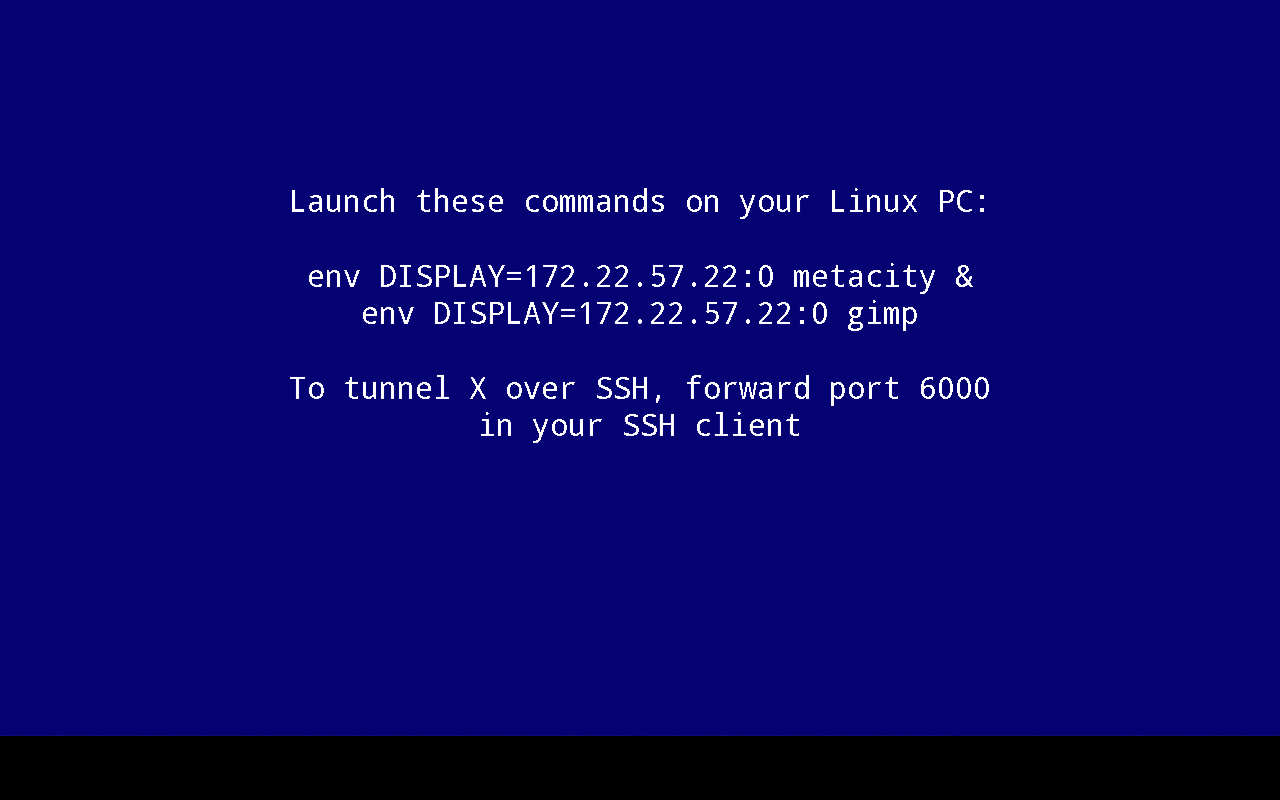 Launch these commands on your Linux PC:
env DISPLAY=172.22.57.22:0 metacity &
env DISPLAY=172.22.57.22:0 gimp
To tunnel X over SSH, forward port 6000
in your SSH client